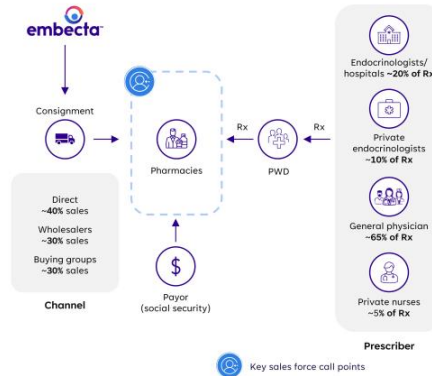 embecta™
Consignment
Direct
~40% sales
Wholesalers
~30% sales
Buying groups
~30% sales
Channel
Pharmacies
Payor
(social security)
Rx
PWD
Rx
Endocrinologists/
hospitals ~20% of Rx
Private
endocrinologists
~10% of Rx
General physician
~65% of Rx
Private nurses
~5% of Rx
Prescriber
Key sales force call points